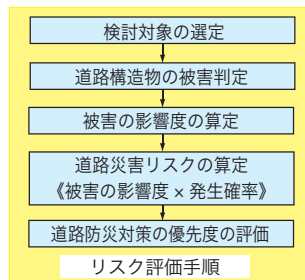 検討対象の選定
道路構造物の被害判定
被害の影響度の算定
道路災害リスクの算定
《被害の影響度×発生確率》
道路防災対策の優先度の評価
リスク評価手順